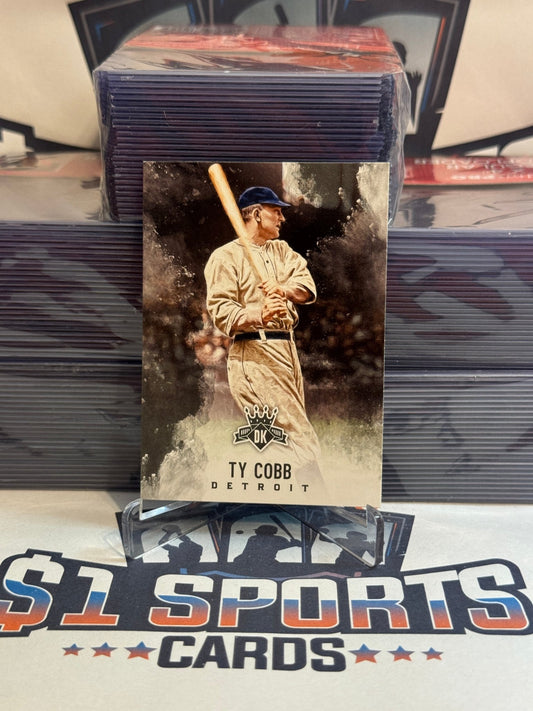 DK
TY COBB
DETROIT
$1 SPORTS
CARDS